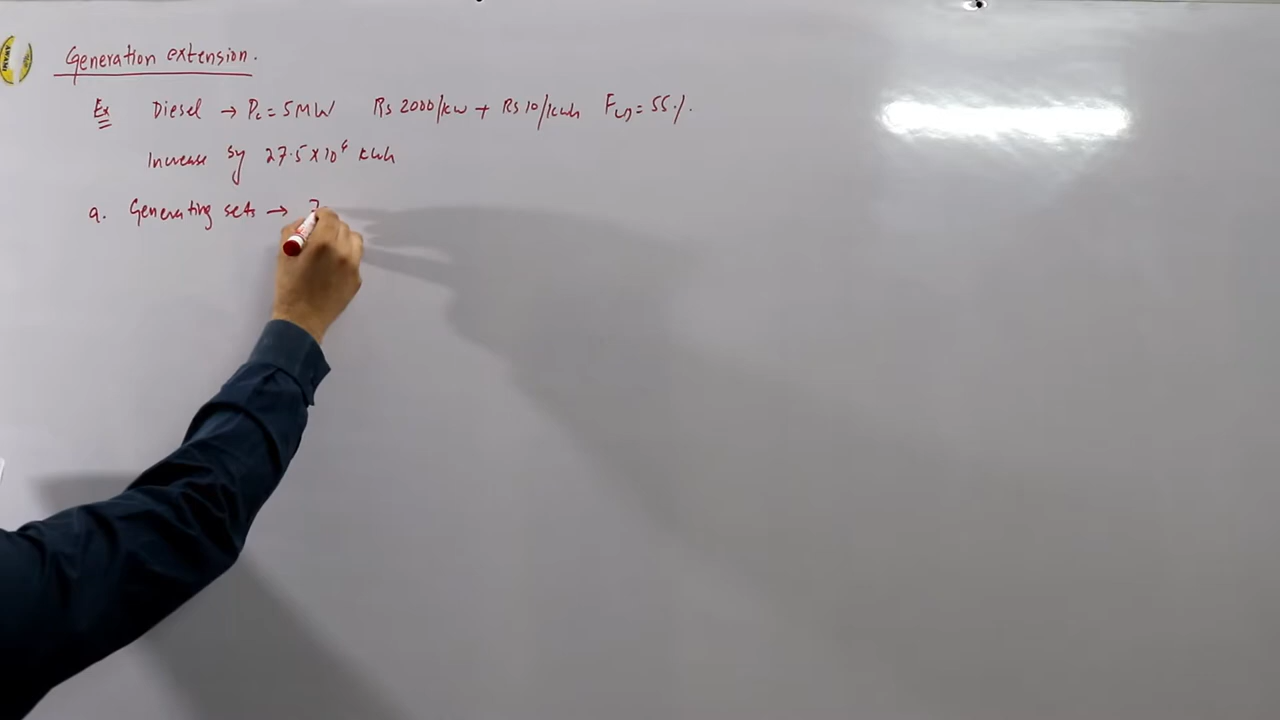 Generation extension.
Ex Diesel → Pc = 5MW Rs 2000/kW + Rs 10/kWh FLD = 55%.
Increase by 27.5 × 10⁶ kWh
a. Generating sets →